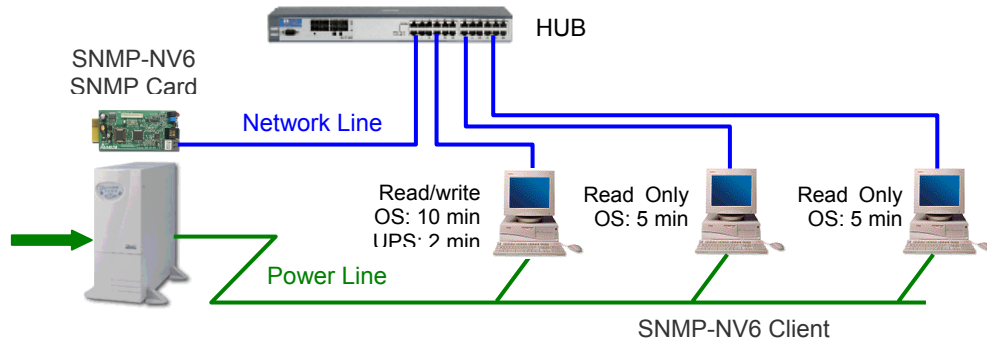 HUB
SNMP-NV6
SNMP Card
Network Line
Read/write
OS: 10 min
UPS: 2 min
Read Only
OS: 5 min
Read Only
OS: 5 min
Power Line
SNMP-NV6 Client